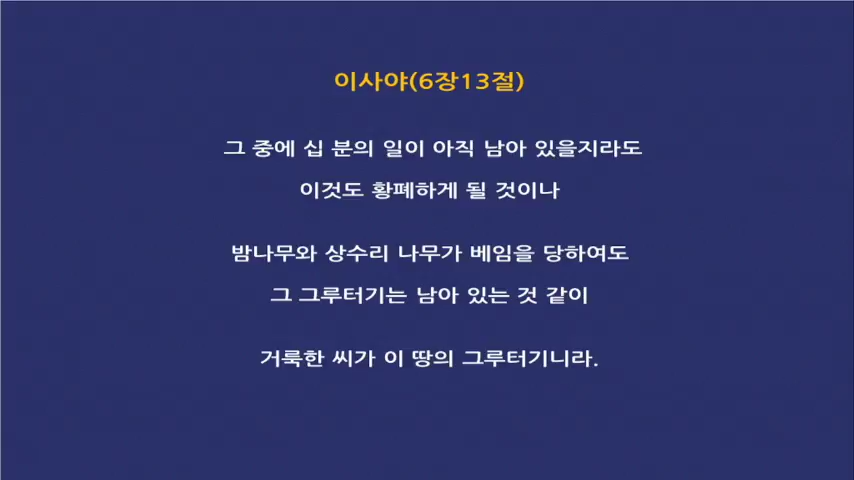 이사야(6장13절)
그 중에 십 분의 일이 아직 남아 있을지라도
이것도 황폐하게 될 것이나
밤나무와 상수리 나무가 베임을 당하여도
그 그루터기는 남아 있는 것 같이
거룩한 씨가 이 땅의 그루터기니라.